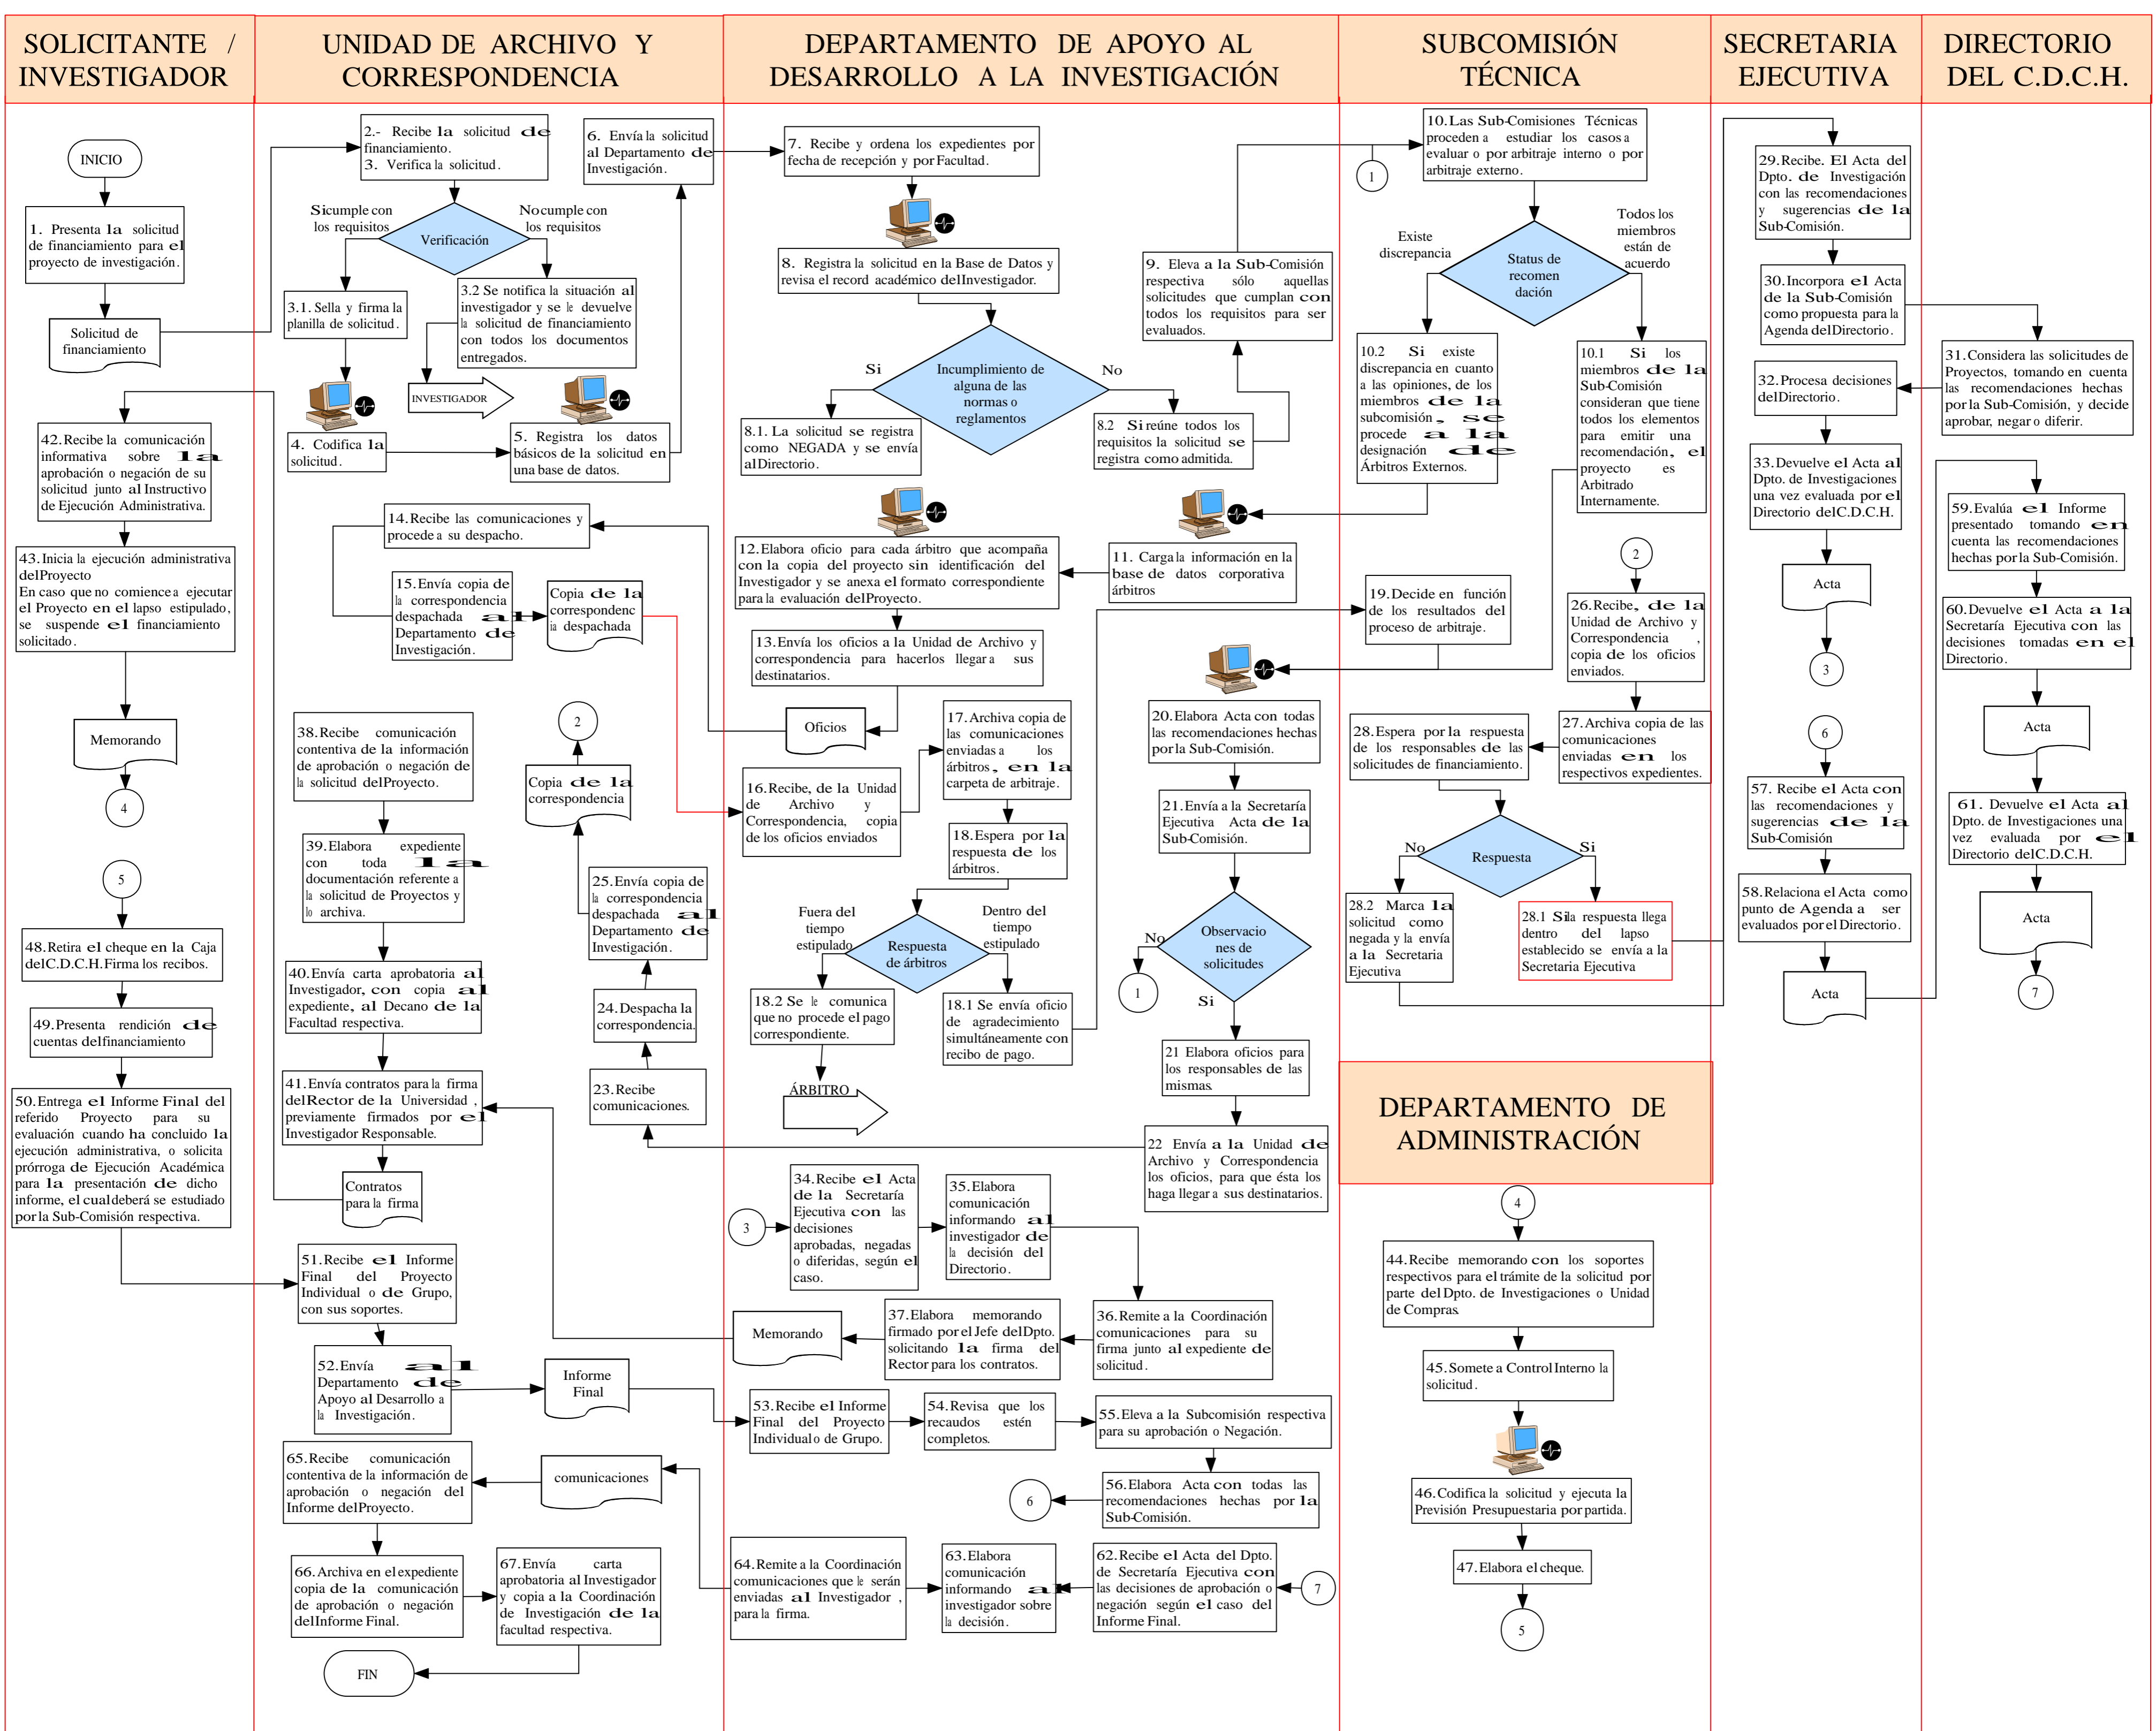 SOLICITANTE /
INVESTIGADOR
UNIDAD DE ARCHIVO Y
CORRESPONDENCIA
DEPARTAMENTO DE APOYO AL
DESARROLLO A LA INVESTIGACIÓN
SUBCOMISIÓN
TÉCNICA
SECRETARIA
EJECUTIVA
DIRECTORIO
DEL C.D.C.H.
INICIO
1. Presenta la solicitud
de financiamiento para el
proyecto de investigación.
Solicitud de
financiamiento
42.Recibe la comunicación
informativa sobre la
aprobación o negación de su
solicitud junto al Instructivo
de Ejecución Administrativa.
43.Inicia la ejecución administrativa
del Proyecto
En caso que no comience a ejecutar
el Proyecto en el lapso estipulado,
se suspende el financiamiento
solicitado.
Memorando
4
5
48.Retira el cheque en la Caja
del C.D.C.H. Firma los recibos.
49.Presenta rendición de
cuentas del financiamiento
50.Entrega el Informe Final del
referido Proyecto para su
evaluación cuando ha concluido la
ejecución administrativa, o solicita
prórroga de Ejecución Académica
para la presentación de dicho
informe, el cual deberá se estudiado
por la Sub-Comisión respectiva.
2.- Recibe la solicitud de
financiamiento.
3. Verifica la solicitud.
Si cumple con
los requisitos
No cumple con
los requisitos
Verificación
3.1. Sella y firma la
planilla de solicitud.
3.2 Se notifica la situación al
investigador y se le devuelve
la solicitud de financiamiento
con todos los documentos
entregados.
INVESTIGADOR
4. Codifica la
solicitud.
5. Registra los datos
básicos de la solicitud en
una base de datos.
6. Envía la solicitud
al Departamento de
Investigación.
14.Recibe las comunicaciones y
procede a su despacho.
15.Envía copia de
la correspondencia
despachada al
Departamento de
Investigación.
Copia de la
correspondenc
ia despachada
2
Copia de la
correspondencia
38.Recibe comunicación
contentiva de la información
de aprobación o negación de
la solicitud del Proyecto.
39.Elabora expediente
con toda la
documentación referente a
la solicitud de Proyectos y
lo archiva.
25.Envía copia de
la correspondencia
despachada al
Departamento de
Investigación.
40.Envía carta aprobatoria al
Investigador, con copia al
expediente, al Decano de la
Facultad respectiva.
24.Despacha la
correspondencia.
41.Envía contratos para la firma
del Rector de la Universidad,
previamente firmados por el
Investigador Responsable.
23.Recibe
comunicaciones.
Contratos
para la firma
51.Recibe el Informe
Final del Proyecto
Individual o de Grupo,
con sus soportes.
52.Envía al
Departamento de
Apoyo al Desarrollo a
la Investigación.
Informe
Final
65.Recibe comunicación
contentiva de la información de
aprobación o negación del
Informe del Proyecto.
comunicaciones
66.Archiva en el expediente
copia de la comunicación
de aprobación o negación
del Informe Final.
67.Envía carta
aprobatoria al Investigador
y copia a la Coordinación
de Investigación de la
facultad respectiva.
FIN
7. Recibe y ordena los expedientes por
fecha de recepción y por Facultad.
8. Registra la solicitud en la Base de Datos y
revisa el record académico del Investigador.
9. Eleva a la Sub-Comisión
respectiva sólo aquellas
solicitudes que cumplan con
todos los requisitos para ser
evaluados.
Si
Incumplimiento de
alguna de las
normas o
reglamentos
No
8.1. La solicitud se registra
como NEGADA y se envía
al Directorio.
8.2 Si reúne todos los
requisitos la solicitud se
registra como admitida.
12.Elabora oficio para cada árbitro que acompaña
con la copia del proyecto sin identificación del
Investigador y se anexa el formato correspondiente
para la evaluación del Proyecto.
11. Carga la información en la
base de datos corporativa
árbitros
13.Envía los oficios a la Unidad de Archivo y
correspondencia para hacerlos llegar a sus
destinatarios.
Oficios
17.Archiva copia de
las comunicaciones
enviadas a los
árbitros, en la
carpeta de arbitraje.
16.Recibe, de la Unidad
de Archivo y
Correspondencia, copia
de los oficios enviados
18.Espera por la
respuesta de los
árbitros.
20.Elabora Acta con todas
las recomendaciones hechas
por la Sub-Comisión.
21.Envía a la Secretaría
Ejecutiva Acta de la
Sub-Comisión.
Fuera del
tiempo
estipulado
Dentro del
tiempo
estipulado
Respuesta
de árbitros
No
Observacio
nes de
solicitudes
1
Si
18.2 Se le comunica
que no procede el pago
correspondiente.
18.1 Se envía oficio
de agradecimiento
simultáneamente con
recibo de pago.
ÁRBITRO
21 Elabora oficios para
los responsables de las
mismas.
22 Envía a la Unidad de
Archivo y Correspondencia
los oficios, para que ésta los
haga llegar a sus destinatarios.
3
34.Recibe el Acta
de la Secretaría
Ejecutiva con las
decisiones
aprobadas, negadas
o diferidas, según el
caso.
35.Elabora
comunicación
informando al
investigador de
la decisión del
Directorio.
Memorando
37.Elabora memorando
firmado por el Jefe del Dpto.
solicitando la firma del
Rector para los contratos.
36.Remite a la Coordinación
comunicaciones para su
firma junto al expediente de
solicitud.
53.Recibe el Informe
Final del Proyecto
Individual o de Grupo.
54.Revisa que los
recaudos estén
completos.
55.Eleva a la Subcomisión respectiva
para su aprobación o Negación.
6
56.Elabora Acta con todas las
recomendaciones hechas por la
Sub-Comisión.
64.Remite a la Coordinación
comunicaciones que le serán
enviadas al Investigador,
para la firma.
63.Elabora
comunicación
informando al
investigador sobre
la decisión.
62.Recibe el Acta del Dpto.
de Secretaría Ejecutiva con
las decisiones de aprobación o
negación según el caso del
Informe Final.
7
1
10.Las Sub-Comisiones Técnicas
proceden a estudiar los casos a
evaluar o por arbitraje interno o por
arbitraje externo.
Existe
discrepancia
Todos los
miembros
están de
acuerdo
Status de
recomen
dación
10.2 Si existe
discrepancia en cuanto
a las opiniones, de los
miembros de la
subcomisión, se
procede a la
designación de
Árbitros Externos.
10.1 Si los
miembros de la
Sub-Comisión
consideran que tiene
todos los elementos
para emitir una
recomendación, el
proyecto es
Arbitrado
Internamente.
2
19.Decide en función
de los resultados del
proceso de arbitraje.
26.Recibe, de la
Unidad de Archivo y
Correspondencia ,
copia de los oficios
enviados.
28.Espera por la respuesta
de los responsables de las
solicitudes de financiamiento.
27.Archiva copia de las
comunicaciones
enviadas en los
respectivos expedientes.
No
Respuesta
Si
28.2 Marca la
solicitud como
negada y la envía
a la Secretaria
Ejecutiva
28.1 Si la respuesta llega
dentro del lapso
establecido se envía a la
Secretaria Ejecutiva
DEPARTAMENTO DE
ADMINISTRACIÓN
4
44.Recibe memorando con los soportes
respectivos para el trámite de la solicitud por
parte del Dpto. de Investigaciones o Unidad
de Compras.
45.Somete a Control Interno la
solicitud.
46.Codifica la solicitud y ejecuta la
Previsión Presupuestaria por partida.
47.Elabora el cheque.
5
29.Recibe. El Acta del
Dpto. de Investigación
con las recomendaciones
y sugerencias de la
Sub-Comisión.
30.Incorpora el Acta
de la Sub-Comisión
como propuesta para la
Agenda del Directorio.
32.Procesa decisiones
del Directorio.
33.Devuelve el Acta al
Dpto. de Investigaciones
una vez evaluada por el
Directorio del C.D.C.H.
Acta
3
6
57. Recibe el Acta con
las recomendaciones y
sugerencias de la
Sub-Comisión
58.Relaciona el Acta como
punto de Agenda a ser
evaluados por el Directorio.
Acta
31.Considera las solicitudes de
Proyectos, tomando en cuenta
las recomendaciones hechas
por la Sub-Comisión, y decide
aprobar, negar o diferir.
59.Evalúa el Informe
presentado tomando en
cuenta las recomendaciones
hechas por la Sub-Comisión.
60.Devuelve el Acta a la
Secretaría Ejecutiva con las
decisiones tomadas en el
Directorio.
Acta
61. Devuelve el Acta al
Dpto. de Investigaciones una
vez evaluada por el
Directorio del C.D.C.H.
Acta
7